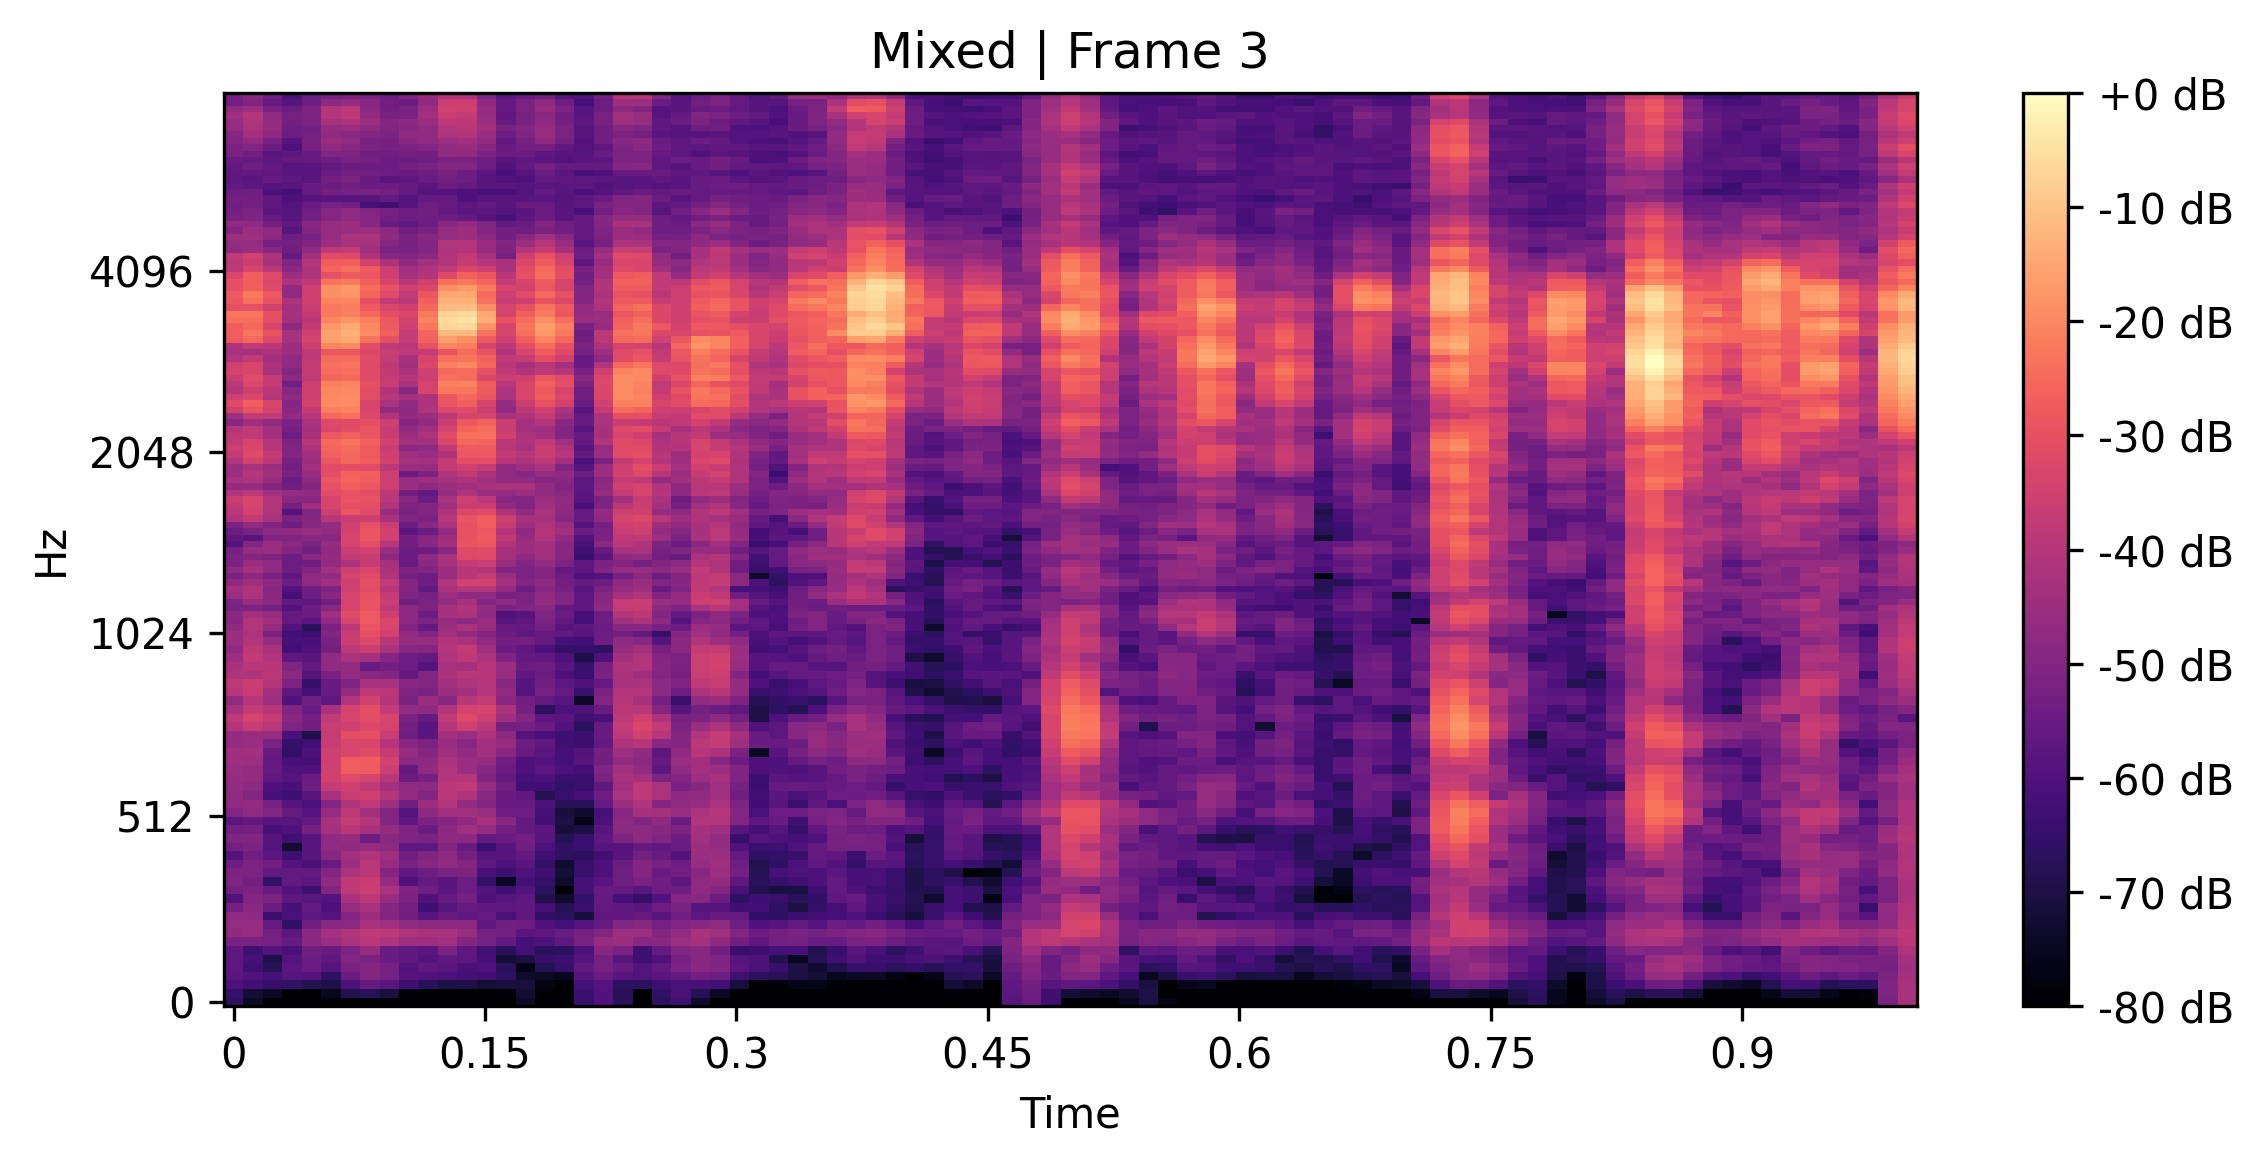 Mixed | Frame 3
+0 dB
-10 dB
-20 dB
-30 dB
-40 dB
-50 dB
-60 dB
-70 dB
-80 dB
Hz
4096
2048
1024
512
0
0 0.15 0.3 0.45 0.6 0.75 0.9
Time